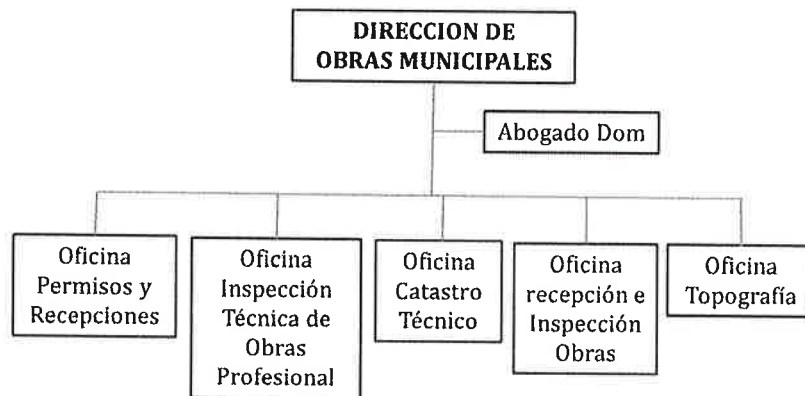 DIRECCION DE
OBRAS MUNICIPALES
Abogado Dom
Oficina
Permisos y
Recepciones
Oficina
Inspección
Técnica de
Obras
Profesional
Oficina
Catastro
Técnico
Oficina
recepción e
Inspección
Obras
Oficina
Topografía